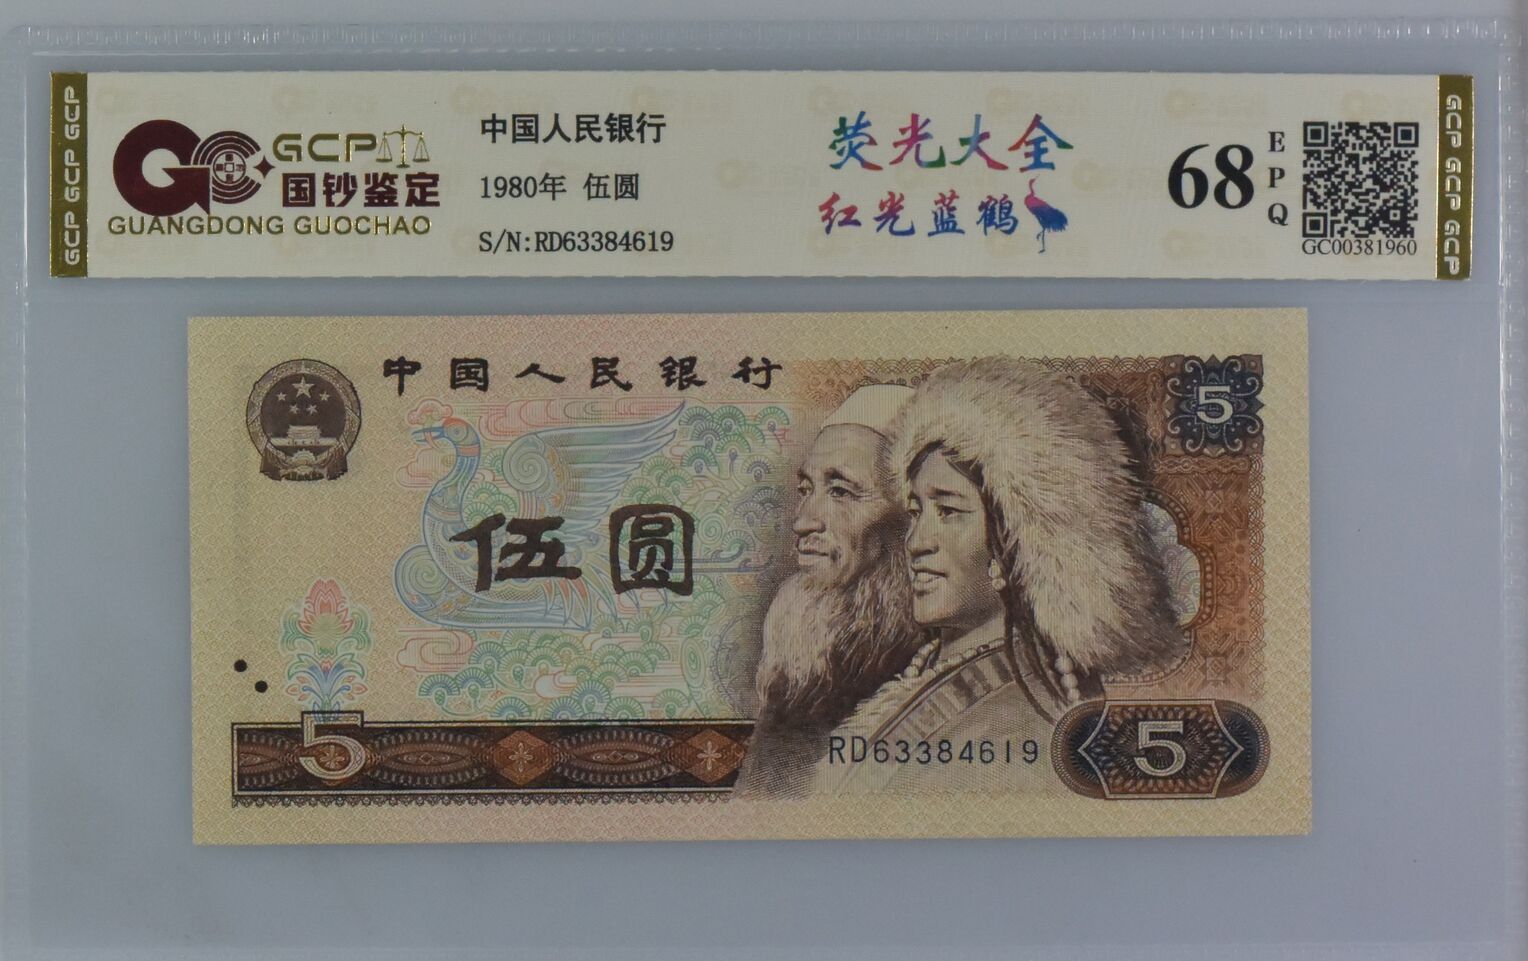 GCP GCP GCP
GCP
国钞鉴定
GUANGDONG GUOCHAO
中国人民银行
1980年 伍圆
S/N:RD63384619
荧光大全
红光蓝鹤
68
EPQ
GC00381960
GCP GCP GCP
中国人民银行
5
伍圆
5
RD63384619
5